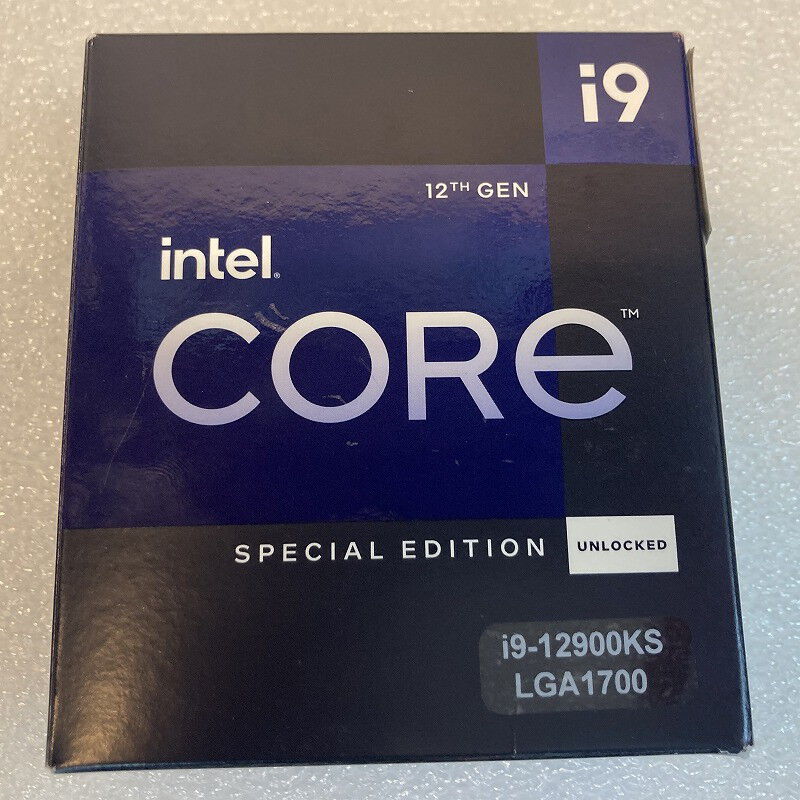 i9
12TH GEN
intel.
CORe™
SPECIAL EDITION
UNLOCKED
i9-12900KS
LGA1700